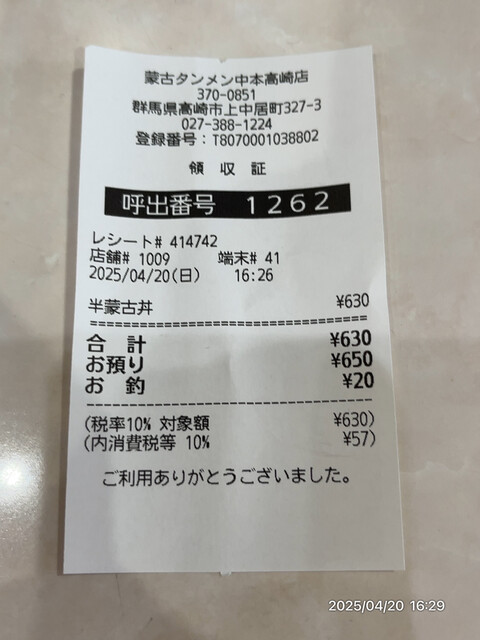 蒙古タンメン中本高崎店
370-0851
群馬県高崎市上中居町327-3
027-388-1224
登録番号：T8070001038802
領 収 証
呼出番号 1262
レシート# 414742
店舗# 1009 端末# 41
2025/04/20(日) 16:26
半蒙古丼 ¥630
==================================
合 計 ¥630
お預り ¥650
お 釣 ¥20
----------------------------------
(税率10% 対象額 ¥630)
(内消費税等 10% ¥57)
ご利用ありがとうございました。
2025/04/20 16:29